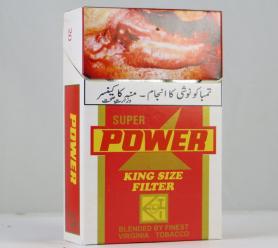 20
تمباکو نوشی کا انجام - منہ کا کینسر
وزارت صحت
SUPER
POWER
KING SIZE
FILTER
BLENDED BY FINEST
VIRGINIA TOBACCO
POWER